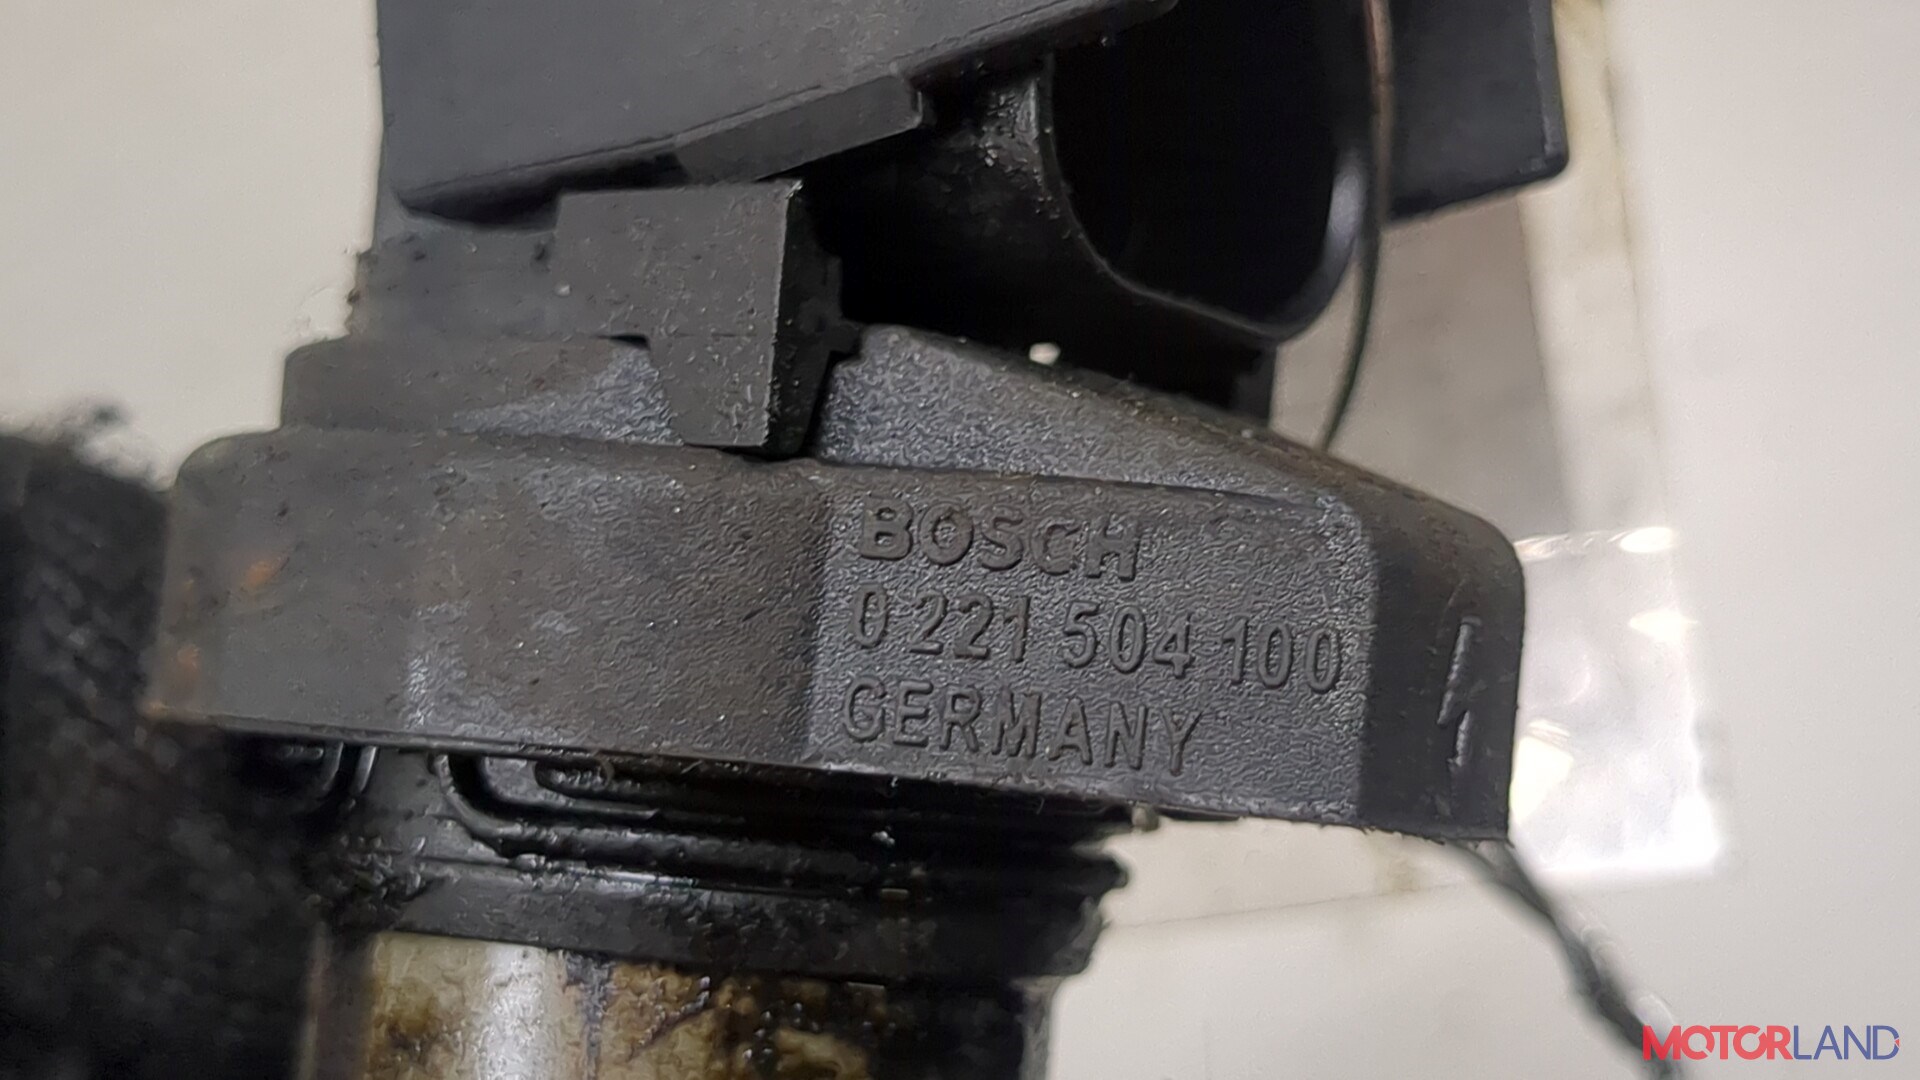 BOSCH
0 221 504 100
GERMANY
MOTORLAND